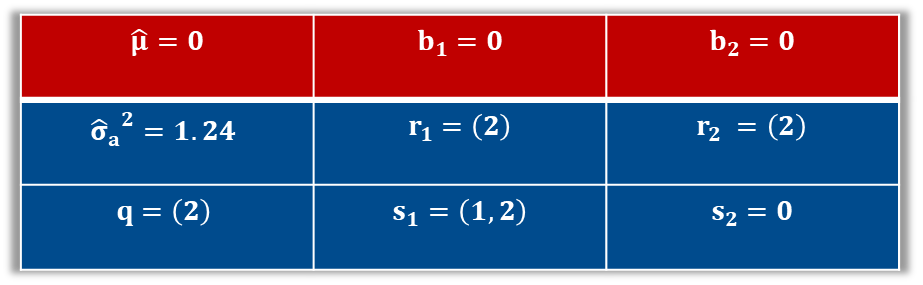 μ̂ = 0
b₁ = 0
b₂ = 0
σ̂ₐ² = 1.24
r₁ = (2)
r₂ = (2)
q = (2)
s₁ = (1, 2)
s₂ = 0